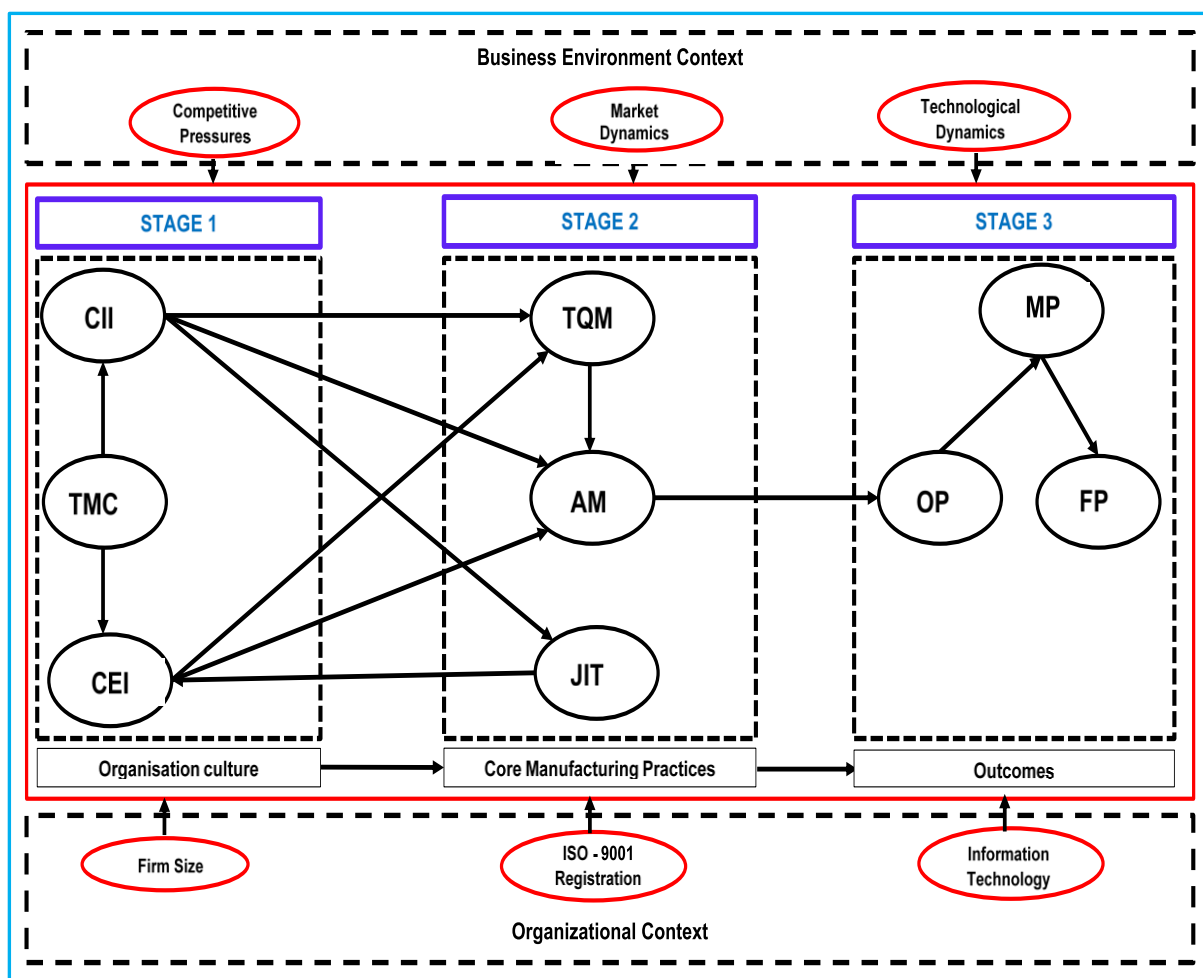 Business Environment Context
Competitive
Pressures
Market
Dynamics
Technological
Dynamics
STAGE 1
STAGE 2
STAGE 3
CII
TQM
MP
TMC
AM
OP
FP
CEI
JIT
Organisation culture
Core Manufacturing Practices
Outcomes
Firm Size
ISO - 9001
Registration
Information
Technology
Organizational Context